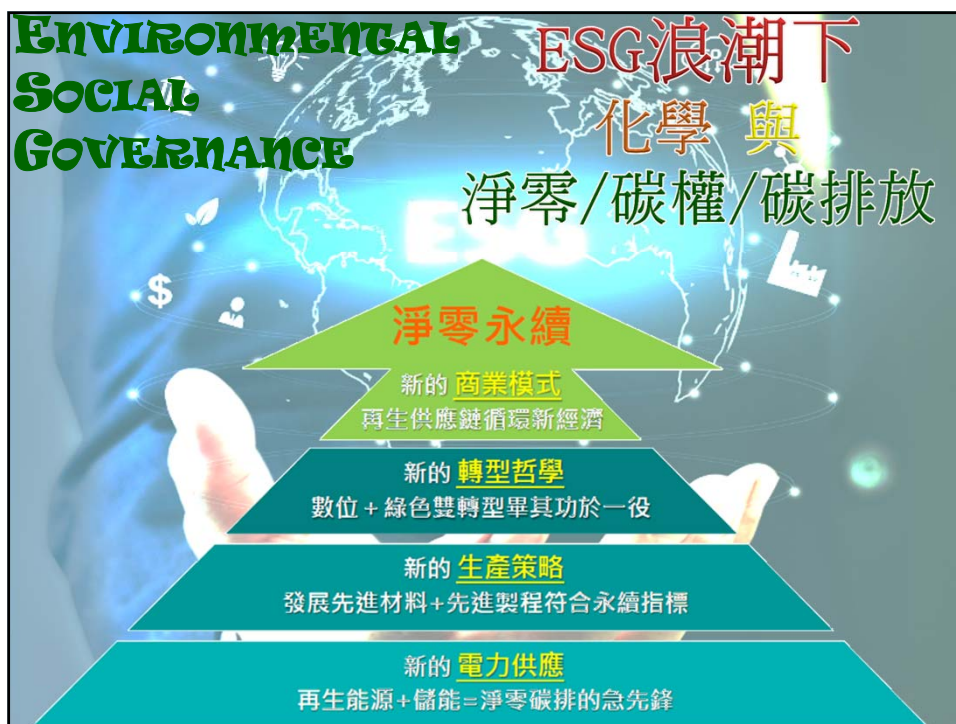 ENVIRONMENTAL
SOCIAL
GOVERNANCE
ESG浪潮下
化學 與
淨零/碳權/碳排放
ESG
淨零永續
新的 商業模式
再生供應鏈循環新經濟
新的 轉型哲學
數位+綠色雙轉型畢其功於一役
新的 生產策略
發展先進材料+先進製程符合永續指標
新的 電力供應
再生能源+儲能=淨零碳排的急先鋒